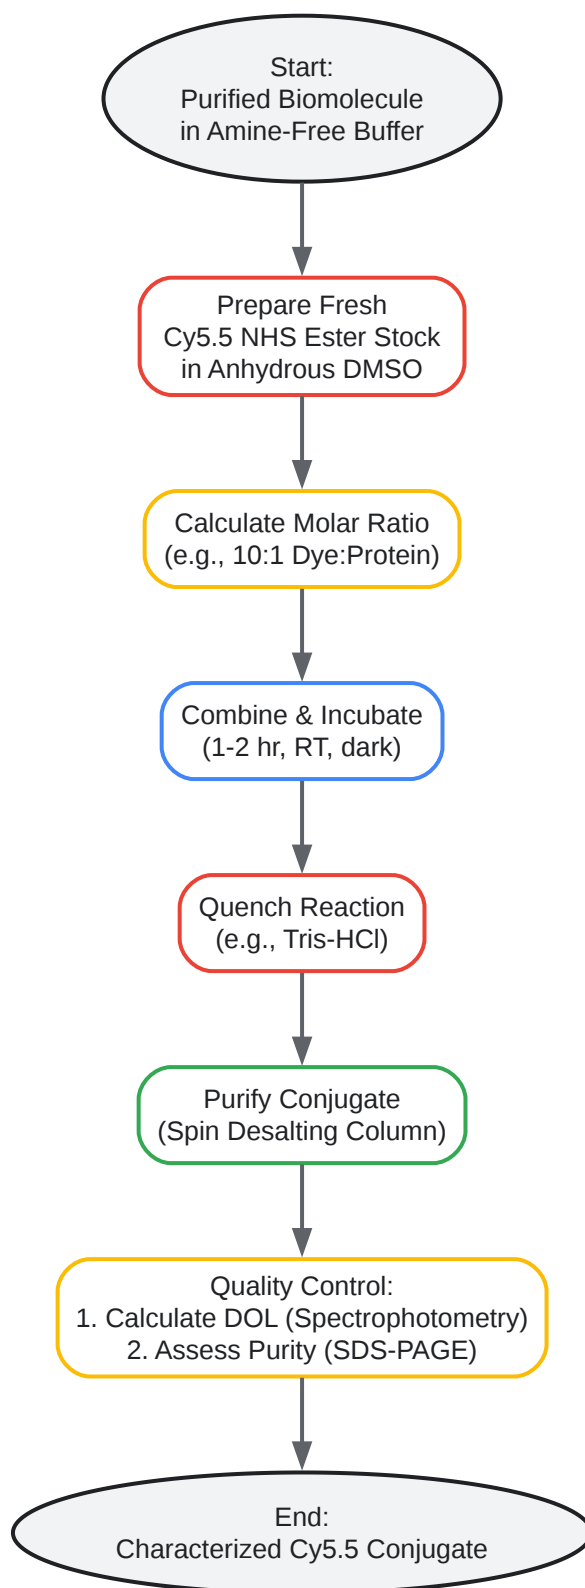 Start:
Purified Biomolecule
in Amine-Free Buffer
Prepare Fresh
Cy5.5 NHS Ester Stock
in Anhydrous DMSO
Calculate Molar Ratio
(e.g., 10:1 Dye:Protein)
Combine & Incubate
(1-2 hr, RT, dark)
Quench Reaction
(e.g., Tris-HCl)
Purify Conjugate
(Spin Desalting Column)
Quality Control:
1. Calculate DOL (Spectrophotometry)
2. Assess Purity (SDS-PAGE)
End:
Characterized Cy5.5 Conjugate